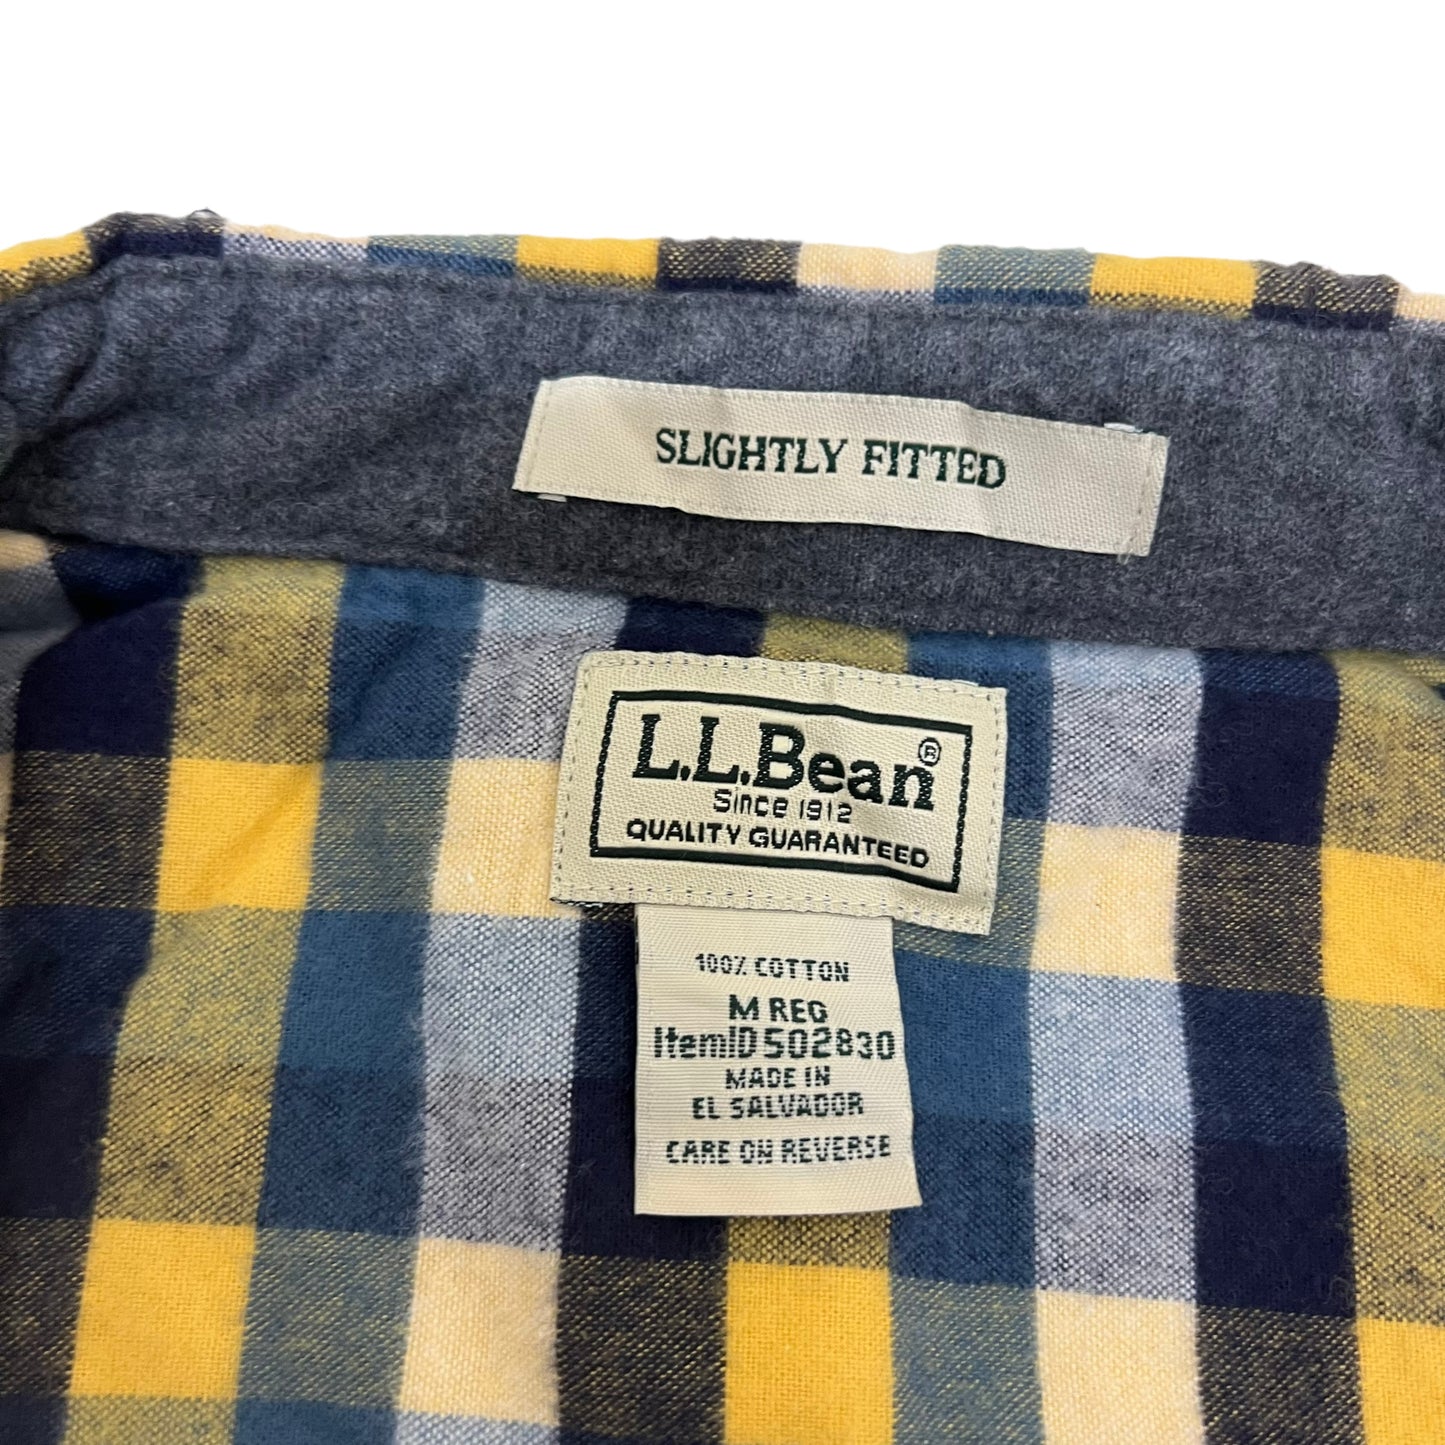 SLIGHTLY FITTED
L.L.Bean®
Since 1912
QUALITY GUARANTEED
100% COTTON
M REG
ItemID 502830
MADE IN
EL SALVADOR
CARE ON REVERSE